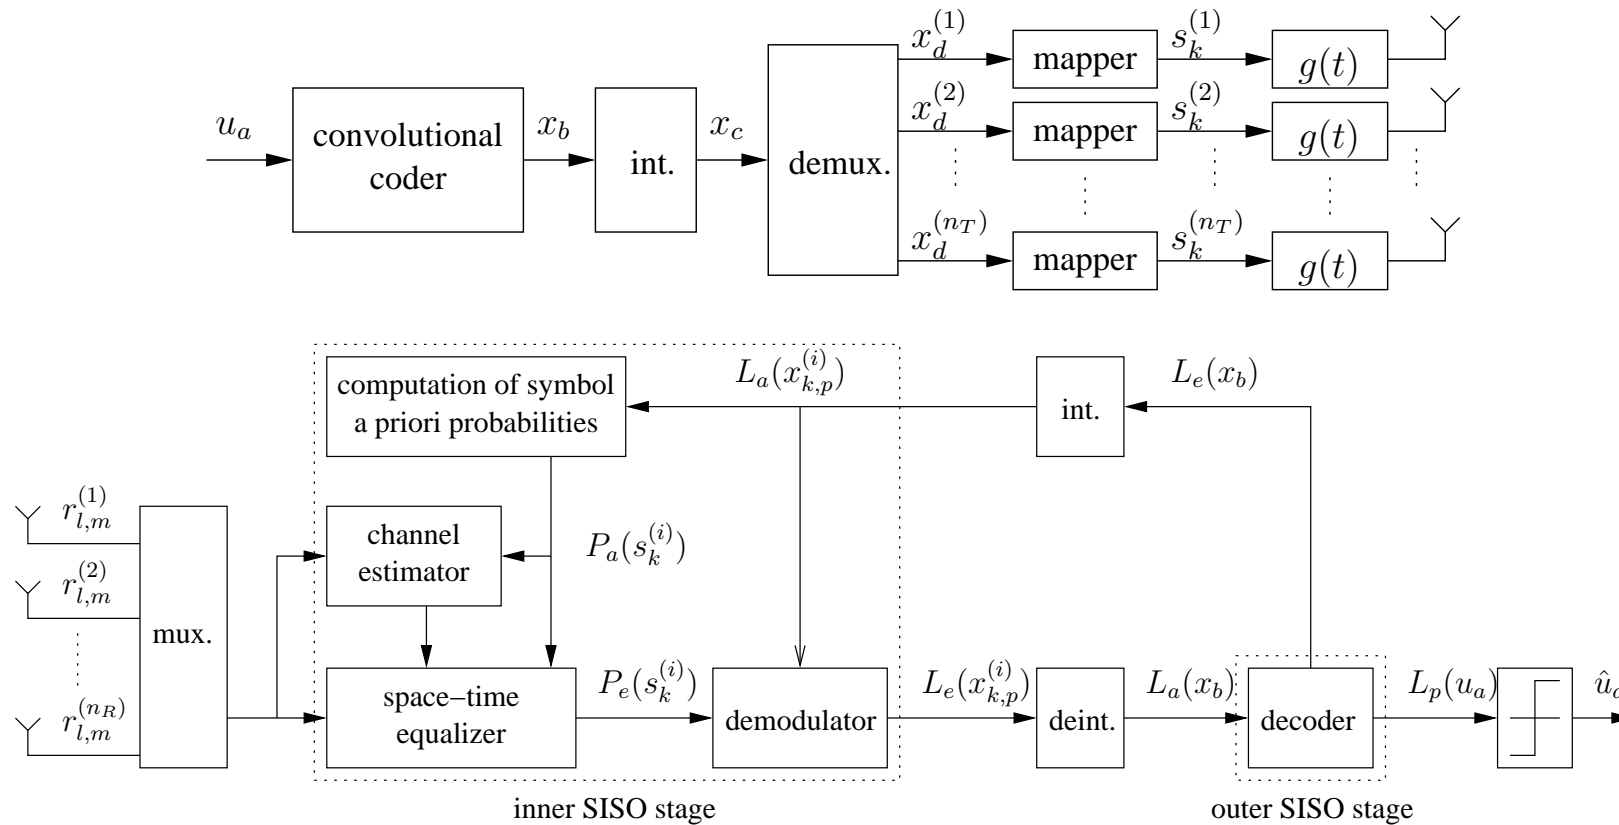 u_a
convolutional
coder
x_b
int.
x_c
demux.
x_d^{(1)}
mapper
s_k^{(1)}
g(t)
x_d^{(2)}
mapper
s_k^{(2)}
g(t)
x_d^{(n_T)}
mapper
s_k^{(n_T)}
g(t)
computation of symbol
a priori probabilities
L_a(x_{k,p}^{(i)})
int.
L_e(x_b)
r_{l,m}^{(1)}
r_{l,m}^{(2)}
r_{l,m}^{(n_R)}
mux.
channel
estimator
P_a(s_k^{(i)})
space-time
equalizer
P_e(s_k^{(i)})
demodulator
L_e(x_{k,p}^{(i)})
deint.
L_a(x_b)
decoder
L_p(u_a)
û_a
inner SISO stage
outer SISO stage